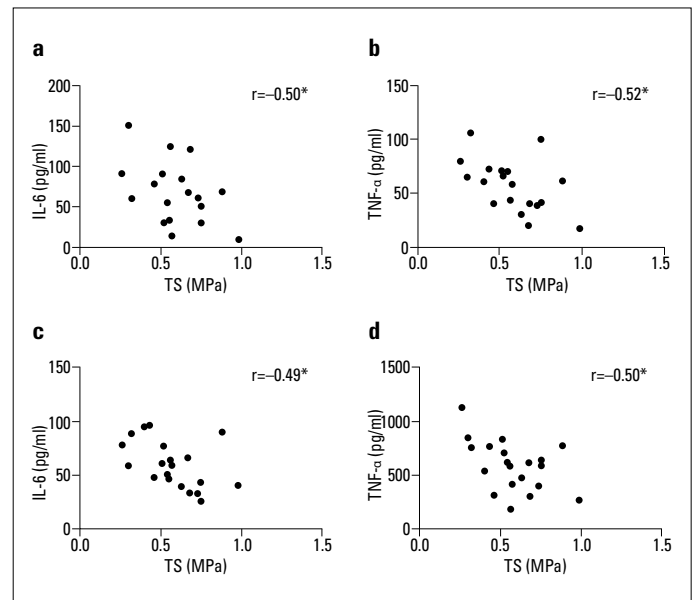 a
r=–0.50*
IL-6 (pg/ml)
200
150
100
50
0
0.0 0.5 1.0 1.5
TS (MPa)
b
r=–0.52*
TNF-α (pg/ml)
150
100
50
0
0.0 0.5 1.0 1.5
TS (MPa)
c
r=–0.49*
IL-6 (pg/ml)
150
100
50
0
0.0 0.5 1.0 1.5
TS (MPa)
d
r=–0.50*
TNF-α (pg/ml)
1500
1000
500
0
0.0 0.5 1.0 1.5
TS (MPa)